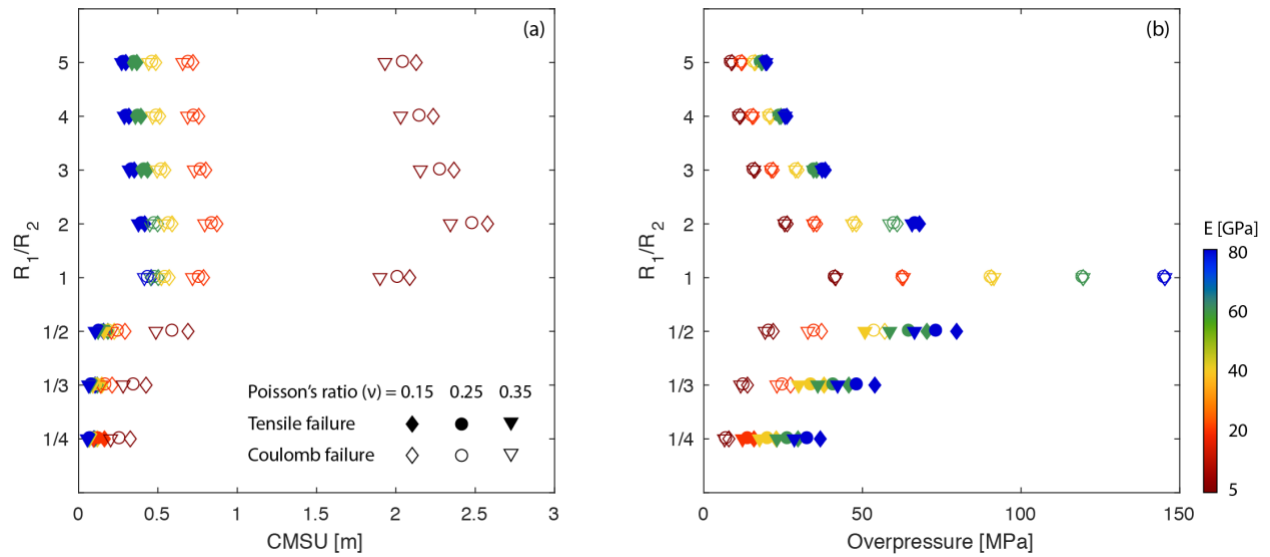 (a)
5
4
3
2
1
1/2
1/3
1/4
R1/R2
Poisson's ratio (ν) = 0.15 0.25 0.35
Tensile failure
Coulomb failure
0 0.5 1 1.5 2 2.5 3
CMSU [m]
(b)
5
4
3
2
1
1/2
1/3
1/4
R1/R2
0 50 100 150
Overpressure [MPa]
E [GPa]
80
60
40
20
5